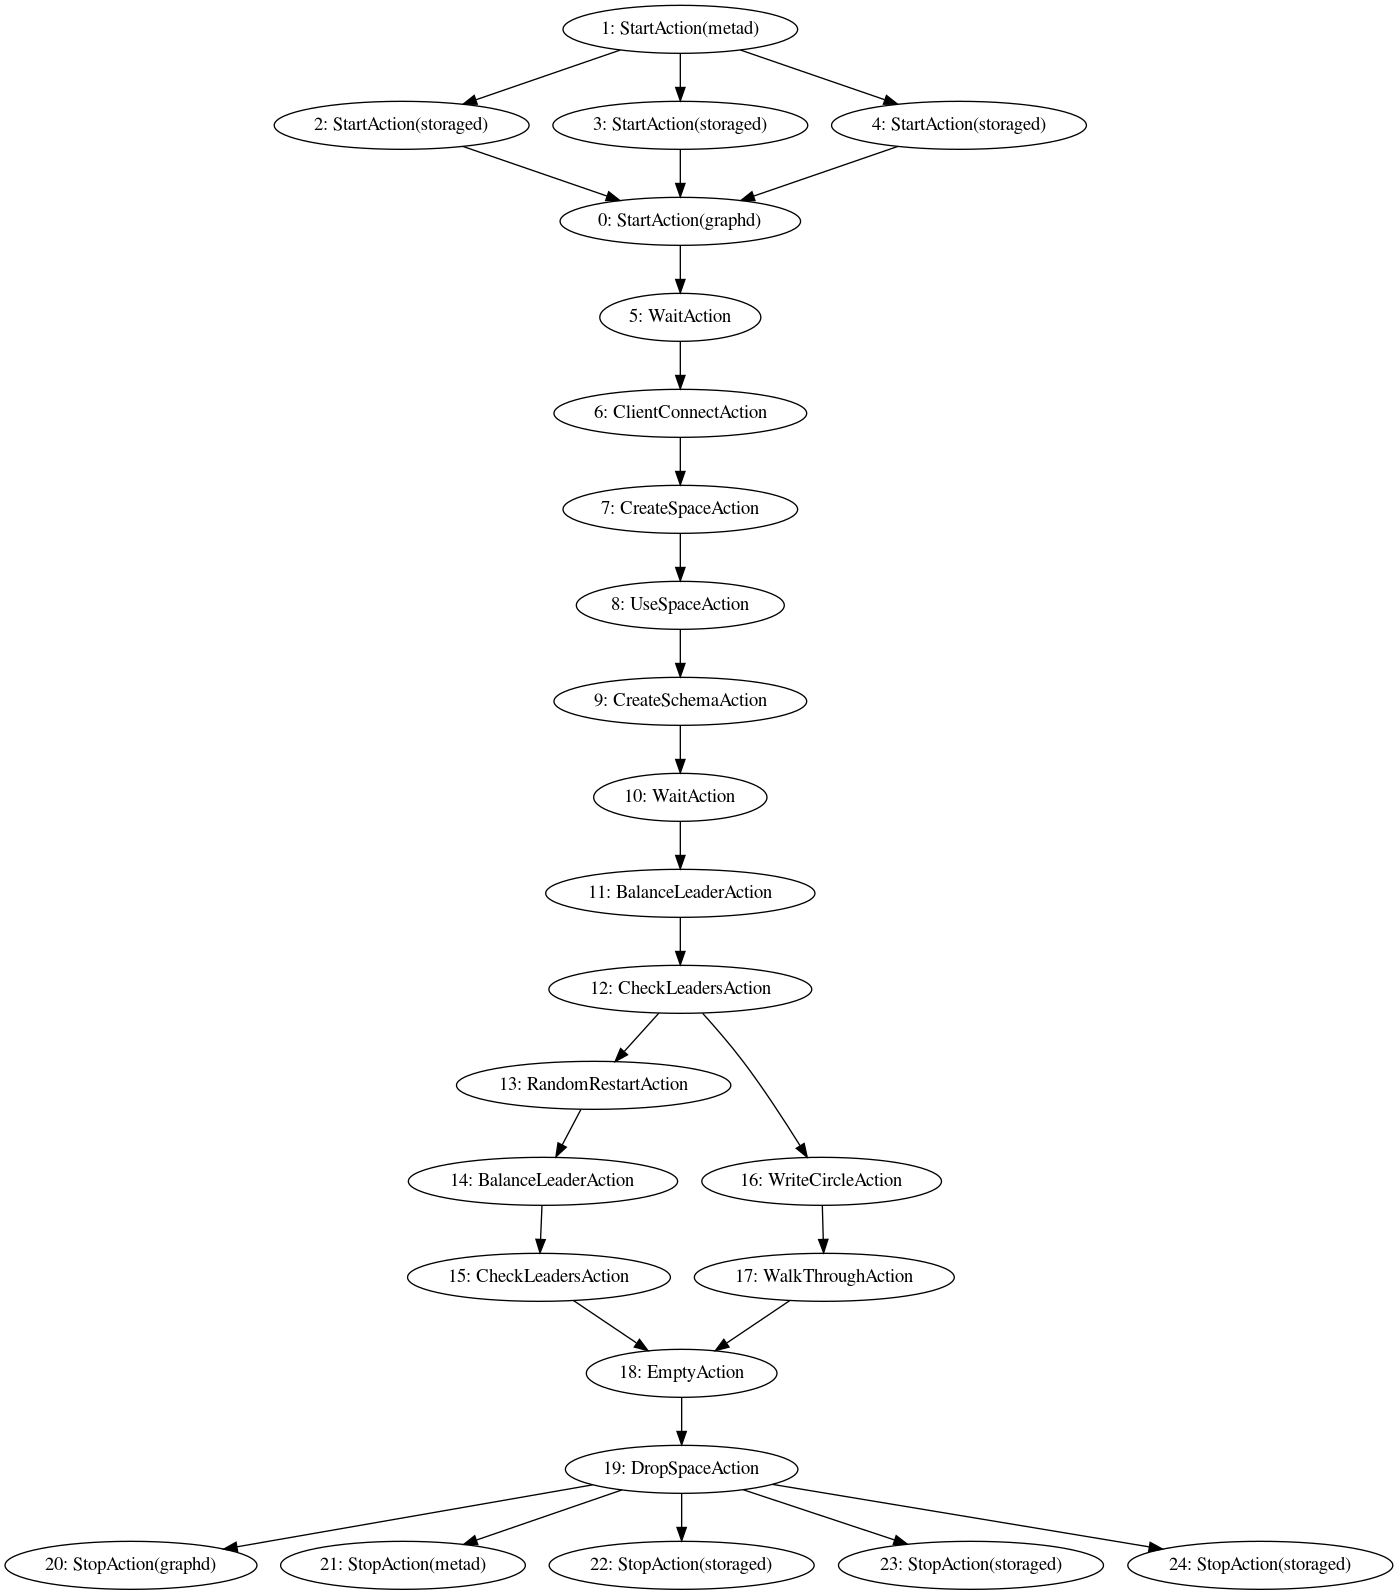 1: StartAction(metad)
2: StartAction(storaged)
3: StartAction(storaged)
4: StartAction(storaged)
0: StartAction(graphd)
5: WaitAction
6: ClientConnectAction
7: CreateSpaceAction
8: UseSpaceAction
9: CreateSchemaAction
10: WaitAction
11: BalanceLeaderAction
12: CheckLeadersAction
13: RandomRestartAction
14: BalanceLeaderAction
16: WriteCircleAction
15: CheckLeadersAction
17: WalkThroughAction
18: EmptyAction
19: DropSpaceAction
20: StopAction(graphd)
21: StopAction(metad)
22: StopAction(storaged)
23: StopAction(storaged)
24: StopAction(storaged)